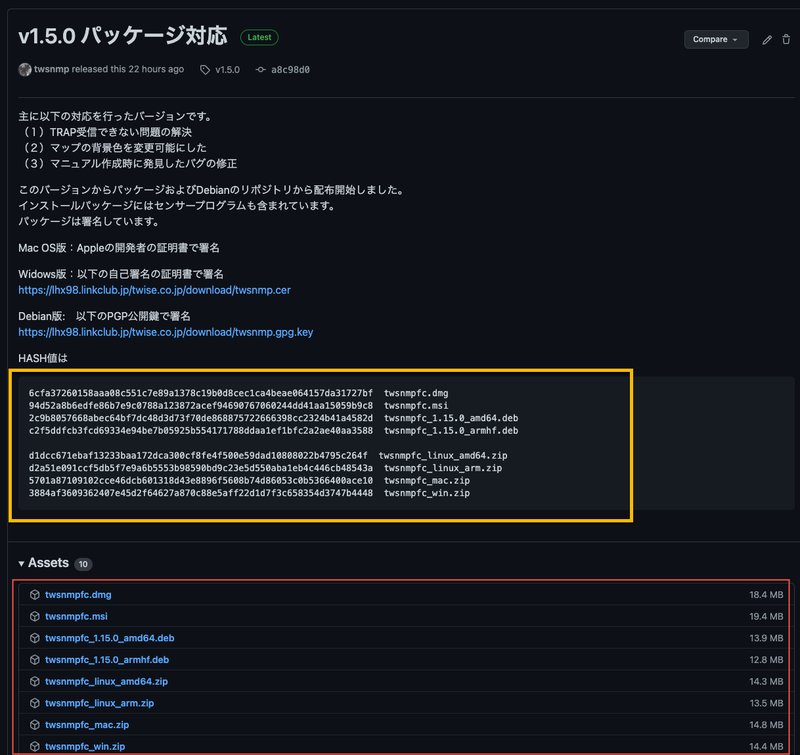 v1.5.0 パッケージ対応 Latest
Compare
twsnmp released this 22 hours ago v1.5.0 a8c98d0
主に以下の対応を行ったバージョンです。
（１）TRAP受信できない問題の解決
（２）マップの背景色を変更可能にした
（３）マニュアル作成時に発見したバグの修正
このバージョンからパッケージおよびDebianのリポジトリから配布開始しました。
インストールパッケージにはセンサープログラムも含まれています。
パッケージは署名しています。
Mac OS版：Appleの開発者の証明書で署名
Widows版：以下の自己署名の証明書で署名
https://lhx98.linkclub.jp/twise.co.jp/download/twsnmp.cer
Debian版:　以下のPGP公開鍵で署名
https://lhx98.linkclub.jp/twise.co.jp/download/twsnmp.gpg.key
HASH値は
6cfa37260158aaa08c551c7e89a1378c19b0d8cec1ca4beae064157da31727bf twsnmpfc.dmg
94d52a8b6edfe86b7e9c0788a123872acef94690767060244dd41aa15059b9c8 twsnmpfc.msi
2c9b8057668abec64bf7dc48d3d73f70de868875722666398cc2324b41a4582d twsnmpfc_1.15.0_amd64.deb
c2f5ddfcb3fcd69334e94be7b05925b554171788ddaa1ef1bfc2a2ae40aa3588 twsnmpfc_1.15.0_armhf.deb
d1dcc671ebaf13233baa172dca300cf8fe4f500e59dad10808022b4795c264f twsnmpfc_linux_amd64.zip
d2a51e091ccf5db5f7e9a6b5553b98590bd9c23e5d550aba1eb4c446cb48543a twsnmpfc_linux_arm.zip
5701a87109102cce46dcb601318d43e8896f5608b74d86053c0b5366400ace10 twsnmpfc_mac.zip
3884af3609362407e45d2f64627a870c88e5aff22d1d7f3c658354d3747b4448 twsnmpfc_win.zip
Assets 10
twsnmpfc.dmg 18.4 MB
twsnmpfc.msi 19.4 MB
twsnmpfc_1.15.0_amd64.deb 13.9 MB
twsnmpfc_1.15.0_armhf.deb 12.8 MB
twsnmpfc_linux_amd64.zip 14.3 MB
twsnmpfc_linux_arm.zip 13.5 MB
twsnmpfc_mac.zip 14.8 MB
twsnmpfc_win.zip 14.4 MB